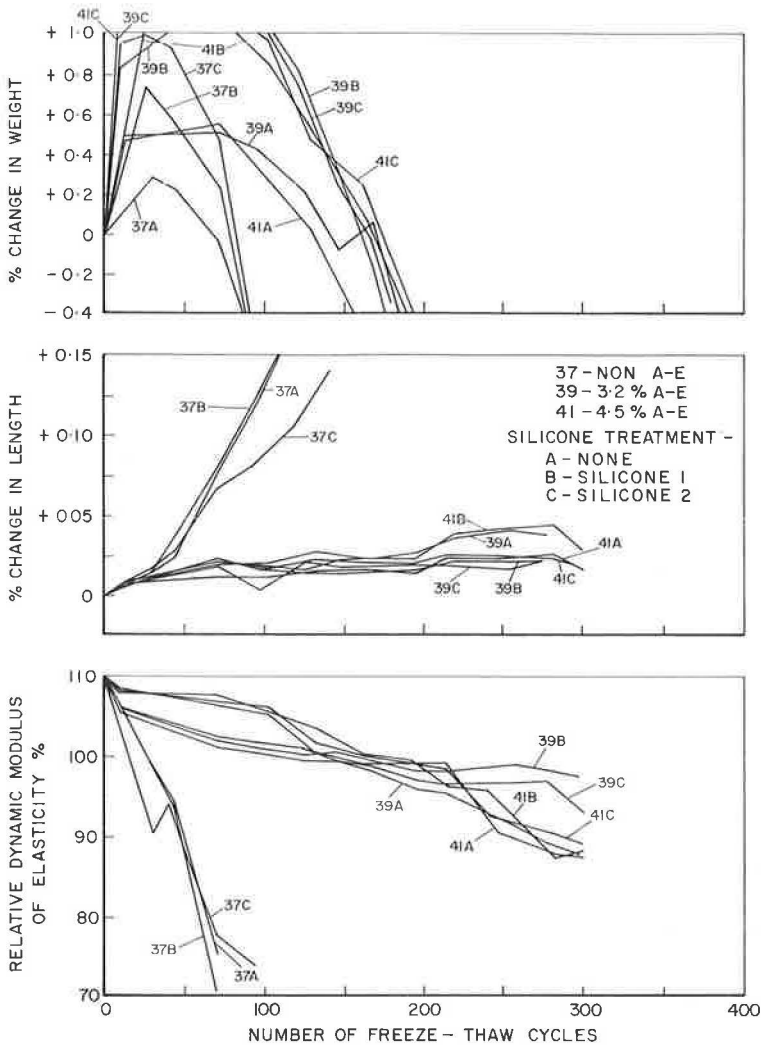 41C 39C
+ 1.0
41B
39B
37C
+ 0.8
37B
39B
39C
+ 0.6
39A
+ 0.4
41C
+ 0.2
37A
41A
0
− 0.2
− 0.4
% CHANGE IN WEIGHT
+ 0.15
37 – NON A-E
39 – 3.2 % A-E
41 – 4.5 % A-E
37B
37A
+ 0.10
37C
SILICONE TREATMENT –
A – NONE
B – SILICONE 1
C – SILICONE 2
+ 0.05
41B
39A
41A
0
39C
39B
41C
% CHANGE IN LENGTH
110
100
39B
39C
39A
41B
90
41A
41C
80
37C
37B
37A
70
RELATIVE DYNAMIC MODULUS
OF ELASTICITY %
0 100 200 300 400
NUMBER OF FREEZE – THAW CYCLES